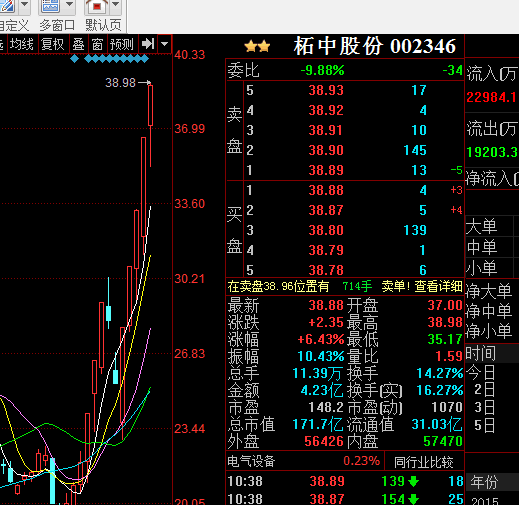 自定义 多窗口 默认页
均线 复权 叠 窗 预测
40.33
38.98
36.99
33.60
30.21
26.83
23.44
20.05
柘中股份 002346
委比 -9.88% -34
卖盘
5 38.93 17
4 38.92 4
3 38.91 10
2 38.90 145
1 38.89 13 -5
买盘
1 38.88 4 +3
2 38.87 5 +4
3 38.80 139
4 38.79 1
5 38.78 6
在卖盘38.96位置有 714手 卖单! 查看详细
最新 38.88 开盘 37.00
涨跌 +2.35 最高 38.98
涨幅 +6.43% 最低 35.17
振幅 10.43% 量比 1.59
总手 11.39万 换手 14.27%
金额 4.23亿 换手(实) 16.27%
市盈 148.2 市盈(动) 1070
总市值 171.7亿 流通值 31.03亿
外盘 56426 内盘 57470
电气设备 0.23% 同行业比较
10:38 38.89 139 18
10:38 38.87 154 25
流入(万
22984.1
流出(万
19203.3
净流入(
大单
中单
小单
净大单
净中单
净小单
时间
今日
2日
3日
5日
年份
2015